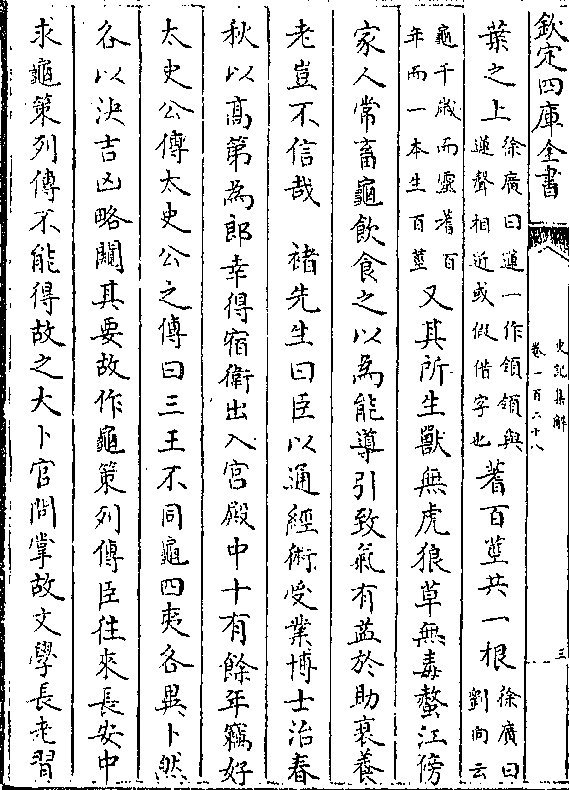 欽定四庫全書
史記集解
卷一百二十八
三
葉之上徐廣曰蓮一作領領與蓮聲相近或假借字也蓍百莖共一根徐廣曰劉向云
龜千歲而靈蓍百年而一本生百莖又其所生獸無虎狼草無毒螫江傍
家人常畜龜飲食之以為能導引致氣有益於助衰養
老豈不信哉　褚先生曰臣以通經術受業博士治春
秋以高第為郎幸得宿衛出入宮殿中十有餘年竊好
太史公傳太史公之傳曰三王不同龜四夷各異卜然
各以決吉凶略闚其要故作龜策列傳臣往來長安中
求龜策列傳不能得故之大卜官問掌故文學長老習